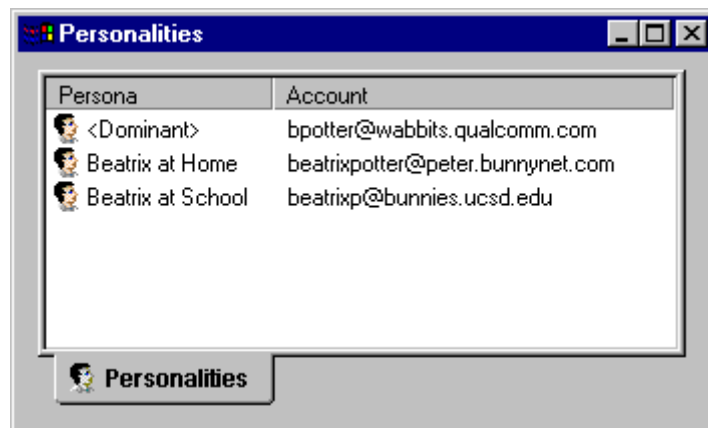 Personalities
Persona Account
<Dominant> bpotter@wabbits.qualcomm.com
Beatrix at Home beatrixpotter@peter.bunnynet.com
Beatrix at School beatrixp@bunnies.ucsd.edu
Personalities